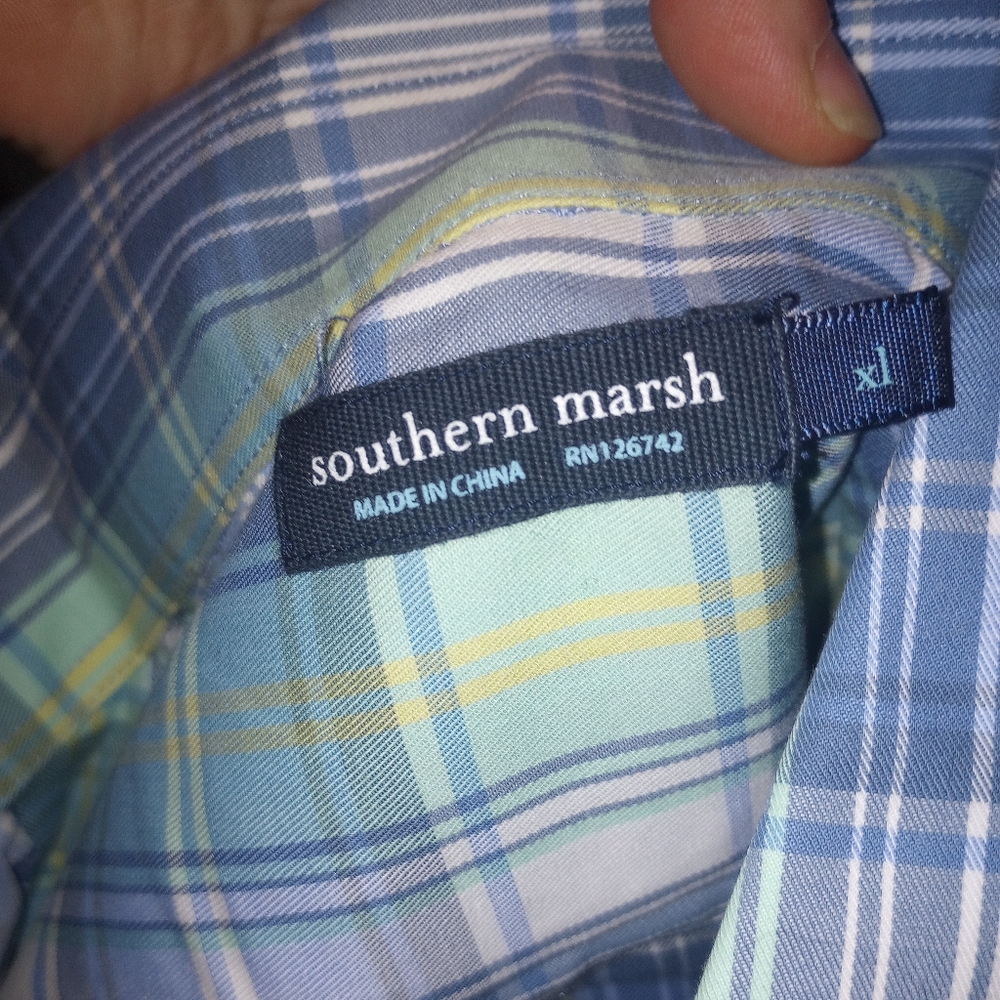 southern marsh
MADE IN CHINA RN126742
xl